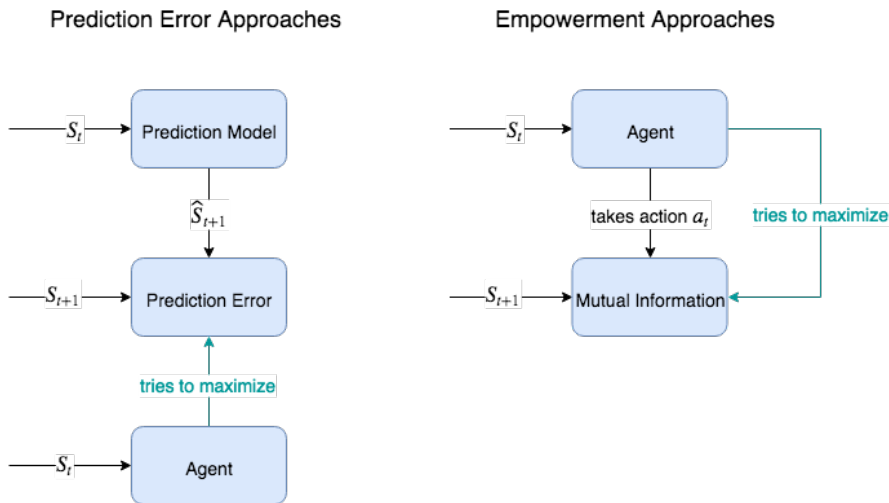 Prediction Error Approaches
S_t
Prediction Model
Ŝ_{t+1}
S_{t+1}
Prediction Error
tries to maximize
S_t
Agent
Empowerment Approaches
S_t
Agent
takes action a_t
tries to maximize
S_{t+1}
Mutual Information